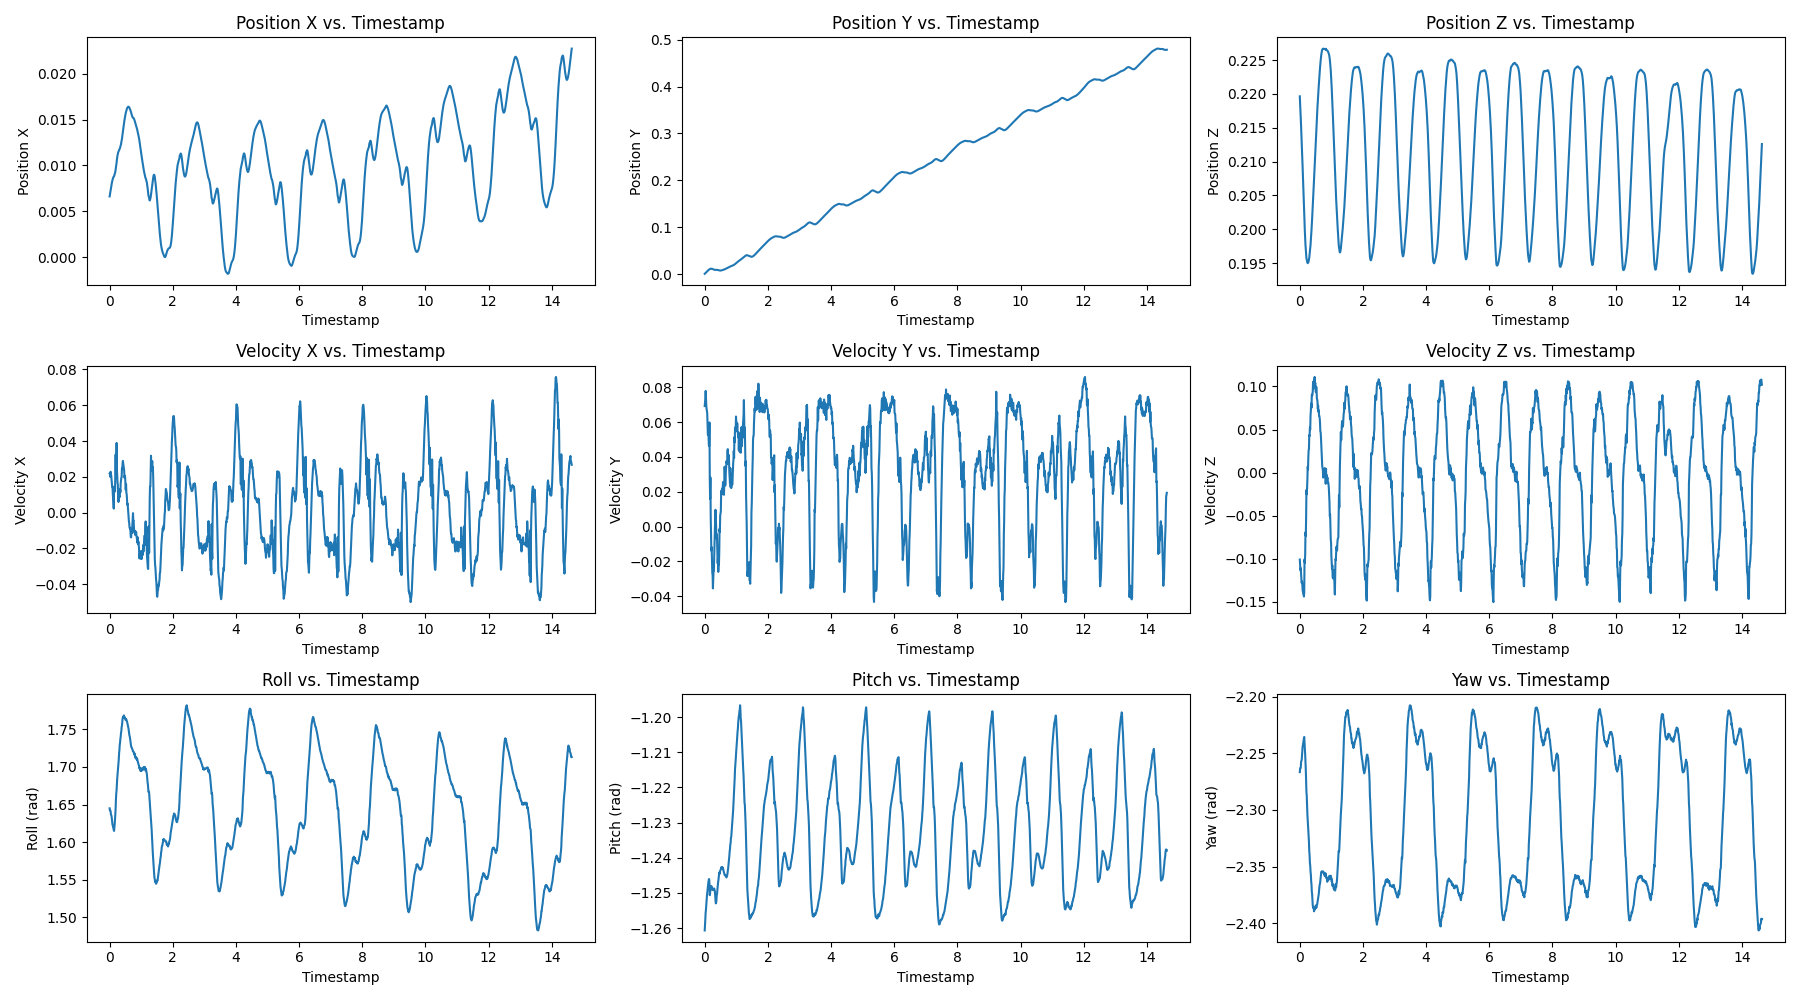 Position X vs. Timestamp
Position X
0.020
0.015
0.010
0.005
0.000
0 2 4 6 8 10 12 14
Timestamp
Position Y vs. Timestamp
Position Y
0.5
0.4
0.3
0.2
0.1
0.0
0 2 4 6 8 10 12 14
Timestamp
Position Z vs. Timestamp
Position Z
0.225
0.220
0.215
0.210
0.205
0.200
0.195
0 2 4 6 8 10 12 14
Timestamp
Velocity X vs. Timestamp
Velocity X
0.08
0.06
0.04
0.02
0.00
−0.02
−0.04
0 2 4 6 8 10 12 14
Timestamp
Velocity Y vs. Timestamp
Velocity Y
0.08
0.06
0.04
0.02
0.00
−0.02
−0.04
0 2 4 6 8 10 12 14
Timestamp
Velocity Z vs. Timestamp
Velocity Z
0.10
0.05
0.00
−0.05
−0.10
−0.15
0 2 4 6 8 10 12 14
Timestamp
Roll vs. Timestamp
Roll (rad)
1.75
1.70
1.65
1.60
1.55
1.50
0 2 4 6 8 10 12 14
Timestamp
Pitch vs. Timestamp
Pitch (rad)
−1.20
−1.21
−1.22
−1.23
−1.24
−1.25
−1.26
0 2 4 6 8 10 12 14
Timestamp
Yaw vs. Timestamp
Yaw (rad)
−2.20
−2.25
−2.30
−2.35
−2.40
0 2 4 6 8 10 12 14
Timestamp